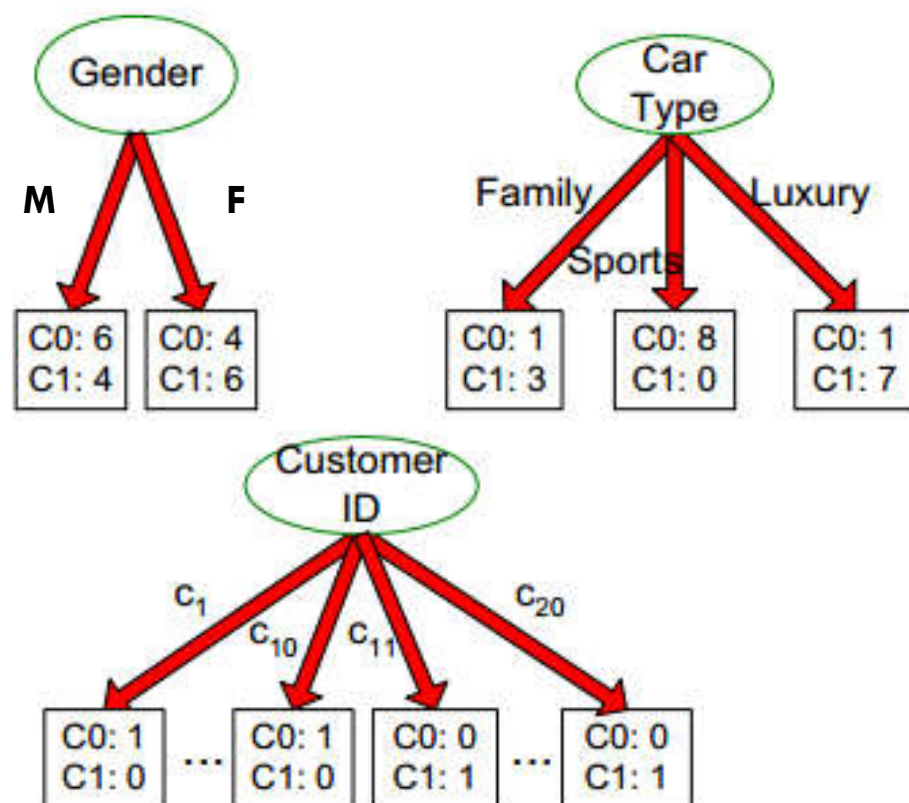 Gender
M
F
C0: 6
C1: 4
C0: 4
C1: 6
Car
Type
Family
Sports
Luxury
C0: 1
C1: 3
C0: 8
C1: 0
C0: 1
C1: 7
Customer
ID
c1
c10
c11
c20
C0: 1
C1: 0
...
C0: 1
C1: 0
C0: 0
C1: 1
...
C0: 0
C1: 1